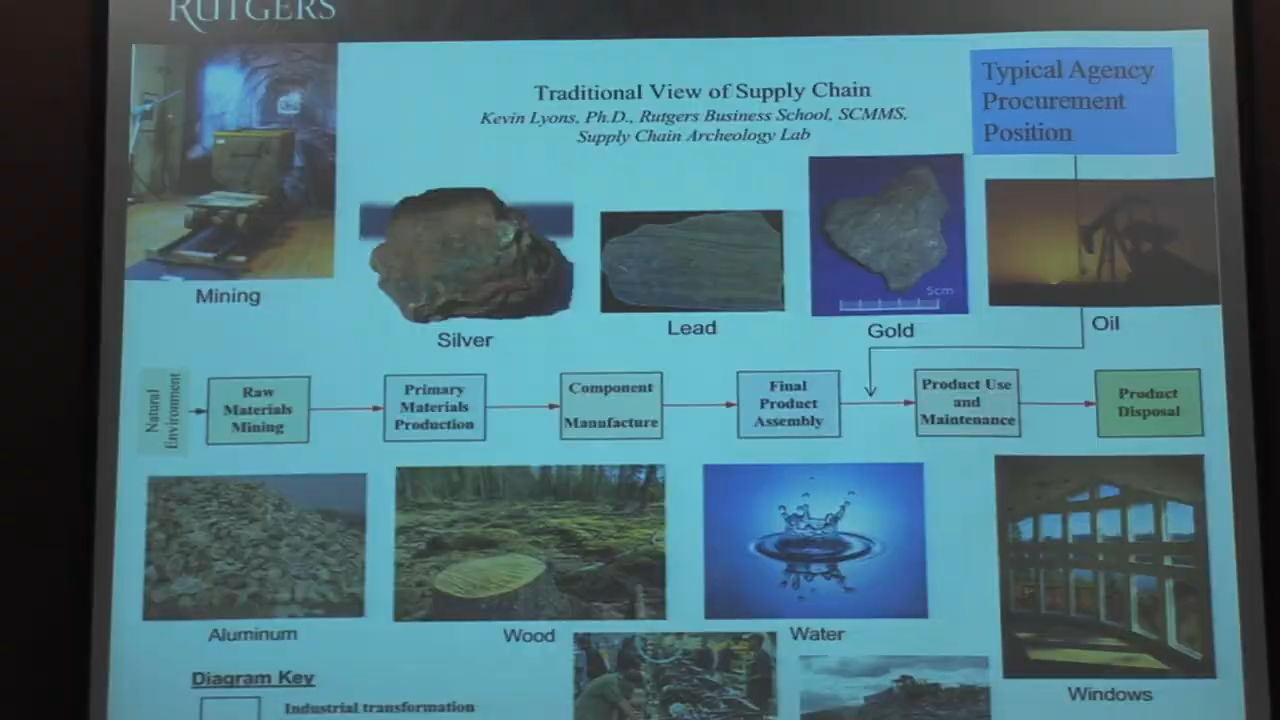 RUTGERS
Traditional View of Supply Chain
Kevin Lyons, Ph.D., Rutgers Business School, SCMMS,
Supply Chain Archeology Lab
Typical Agency
Procurement
Position
Mining
Silver
Lead
5cm
Gold
Oil
Natural
Environment
Raw
Materials
Mining
Primary
Materials
Production
Component
Manufacture
Final
Product
Assembly
Product Use
and
Maintenance
Product
Disposal
Aluminum
Wood
Water
Windows
Diagram Key
Industrial transformation